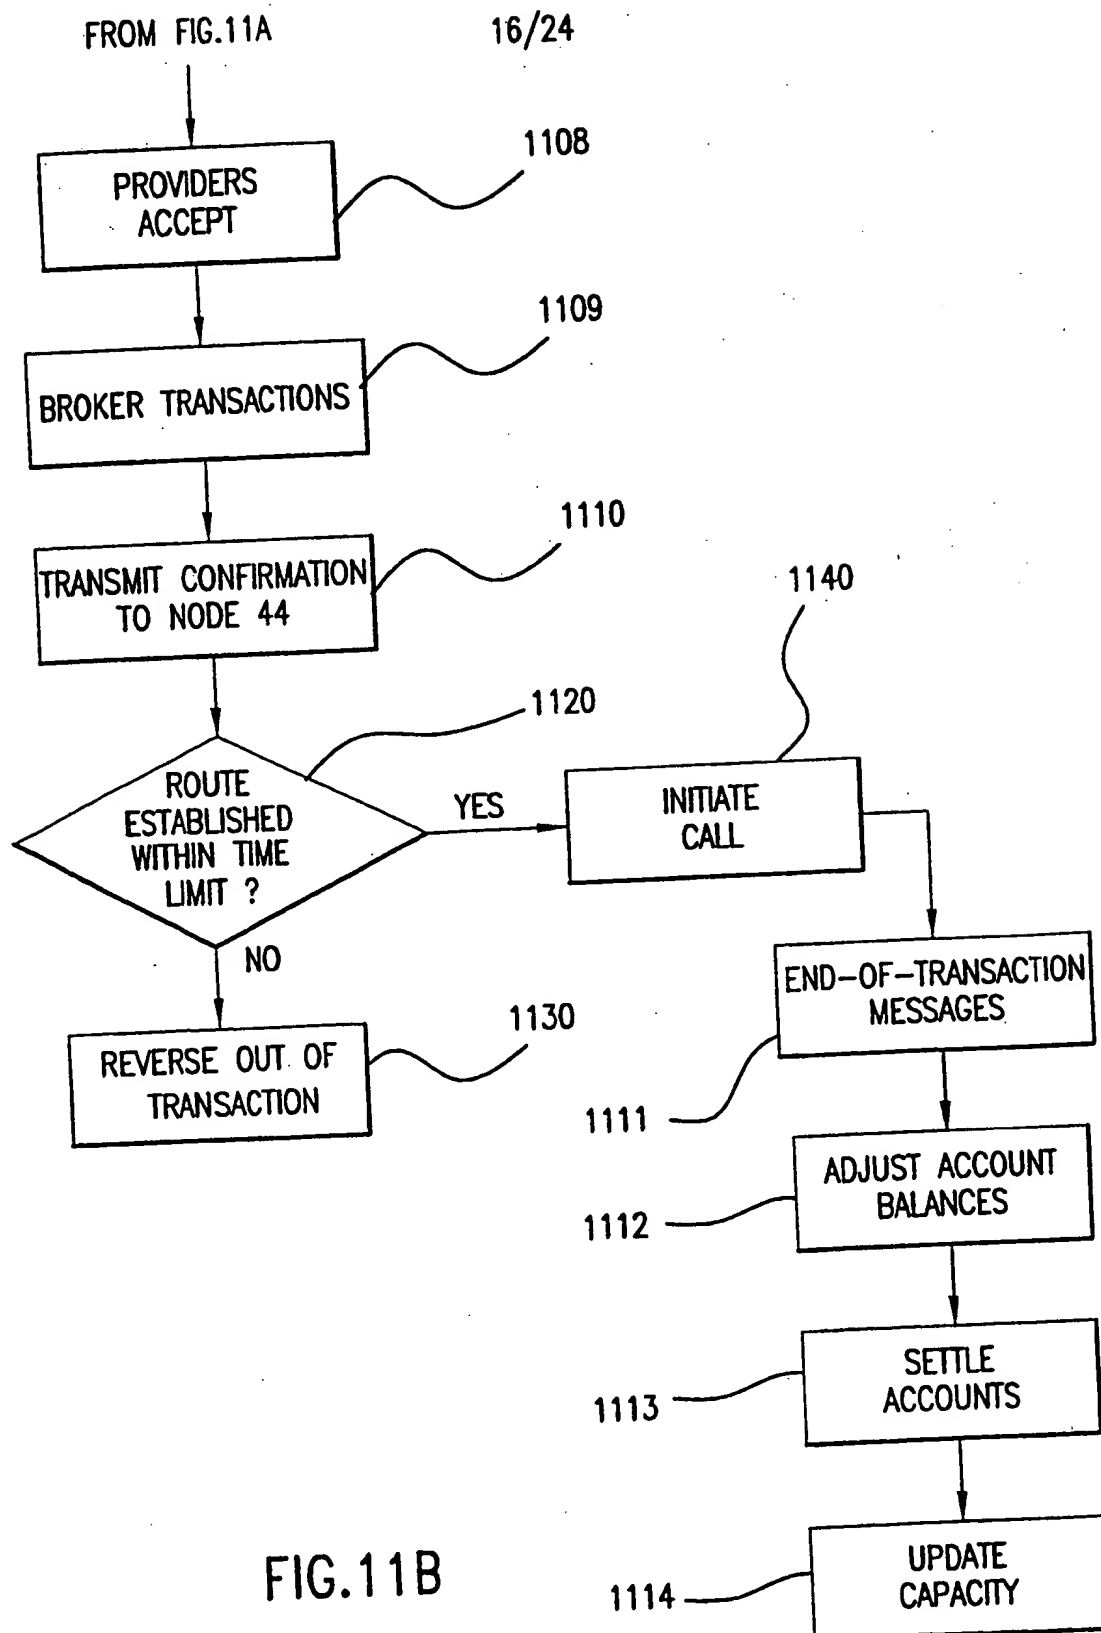 FROM FIG.11A
16/24
1108
PROVIDERS
ACCEPT
1109
BROKER TRANSACTIONS
1110
TRANSMIT CONFIRMATION
TO NODE 44
1120
ROUTE
ESTABLISHED
WITHIN TIME
LIMIT ?
YES
NO
1130
REVERSE OUT OF
TRANSACTION
1140
INITIATE
CALL
END-OF-TRANSACTION
MESSAGES
1111
ADJUST ACCOUNT
BALANCES
1112
SETTLE
ACCOUNTS
1113
UPDATE
CAPACITY
1114
FIG.11B